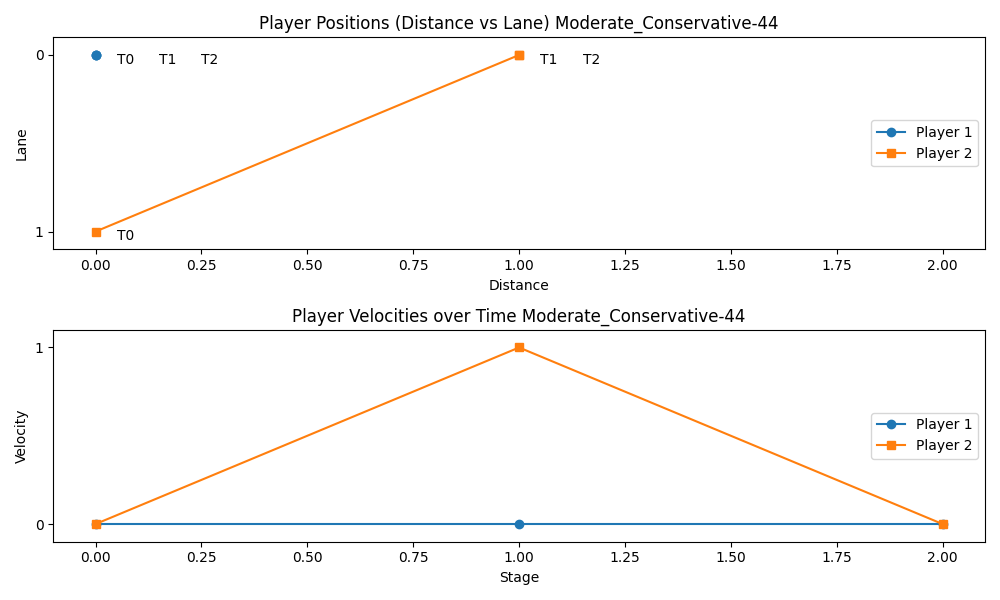 Player Positions (Distance vs Lane) Moderate_Conservative-44
Lane
0
1
T0 T1 T2
T1 T2
T0
Player 1
Player 2
0.00 0.25 0.50 0.75 1.00 1.25 1.50 1.75 2.00
Distance
Player Velocities over Time Moderate_Conservative-44
Velocity
1
0
Player 1
Player 2
0.00 0.25 0.50 0.75 1.00 1.25 1.50 1.75 2.00
Stage